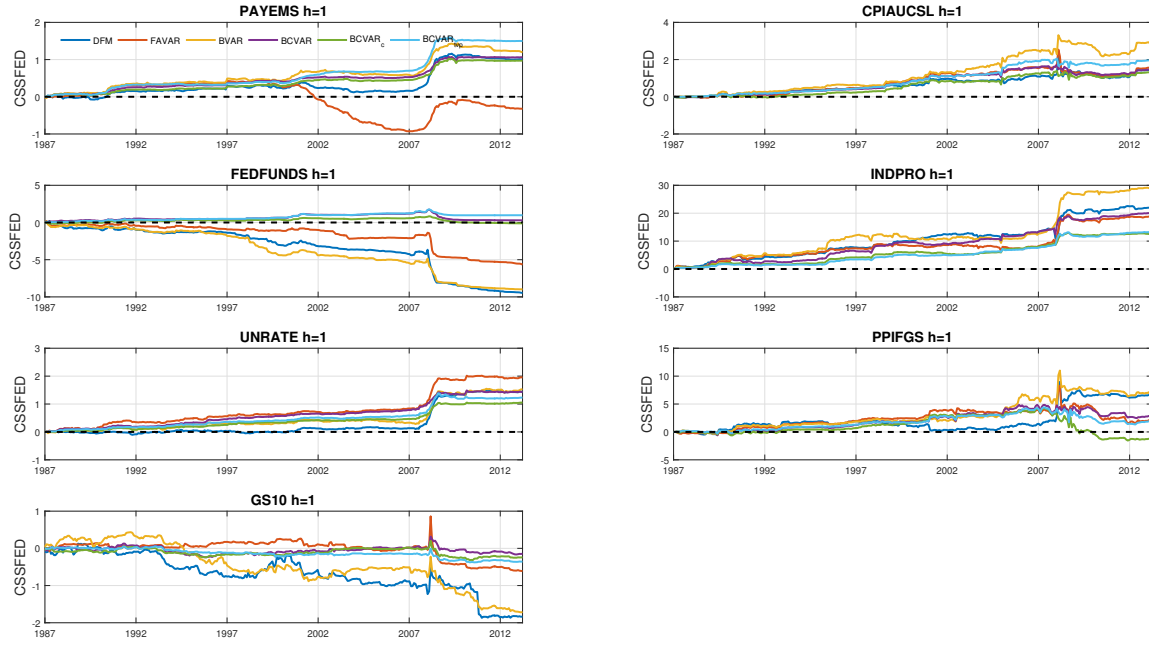 PAYEMS h=1
CSSFED
2
1
0
-1
DFM FAVAR BVAR BCVAR BCVARc BCVARtvp
1987 1992 1997 2002 2007 2012
CPIAUCSL h=1
CSSFED
4
2
0
-2
1987 1992 1997 2002 2007 2012
FEDFUNDS h=1
CSSFED
5
0
-5
-10
1987 1992 1997 2002 2007 2012
INDPRO h=1
CSSFED
30
20
10
0
-10
1987 1992 1997 2002 2007 2012
UNRATE h=1
CSSFED
3
2
1
0
-1
1987 1992 1997 2002 2007 2012
PPIFGS h=1
CSSFED
15
10
5
0
-5
1987 1992 1997 2002 2007 2012
GS10 h=1
CSSFED
1
0
-1
-2
1987 1992 1997 2002 2007 2012